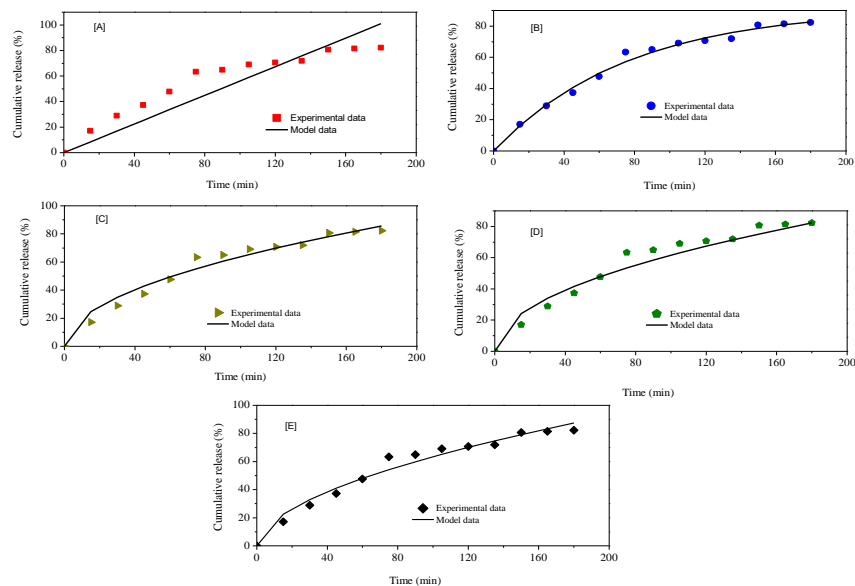 [A]
Cumulative release (%)
100
80
60
40
20
0
Experimental data
Model data
0 40 80 120 160 200
Time (min)
[B]
Cumulative release (%)
80
60
40
20
0
Experimental data
Model data
0 40 80 120 160 200
Time (min)
[C]
Cumulative release (%)
100
80
60
40
20
0
Experimental data
Model data
0 40 80 120 160 200
Time (min)
[D]
Cumulative release (%)
80
60
40
20
0
Experimental data
Model data
0 40 80 120 160 200
Time (min)
[E]
Cumulative release (%)
100
80
60
40
20
0
Experimental data
Model data
0 40 80 120 160 200
Time (min)